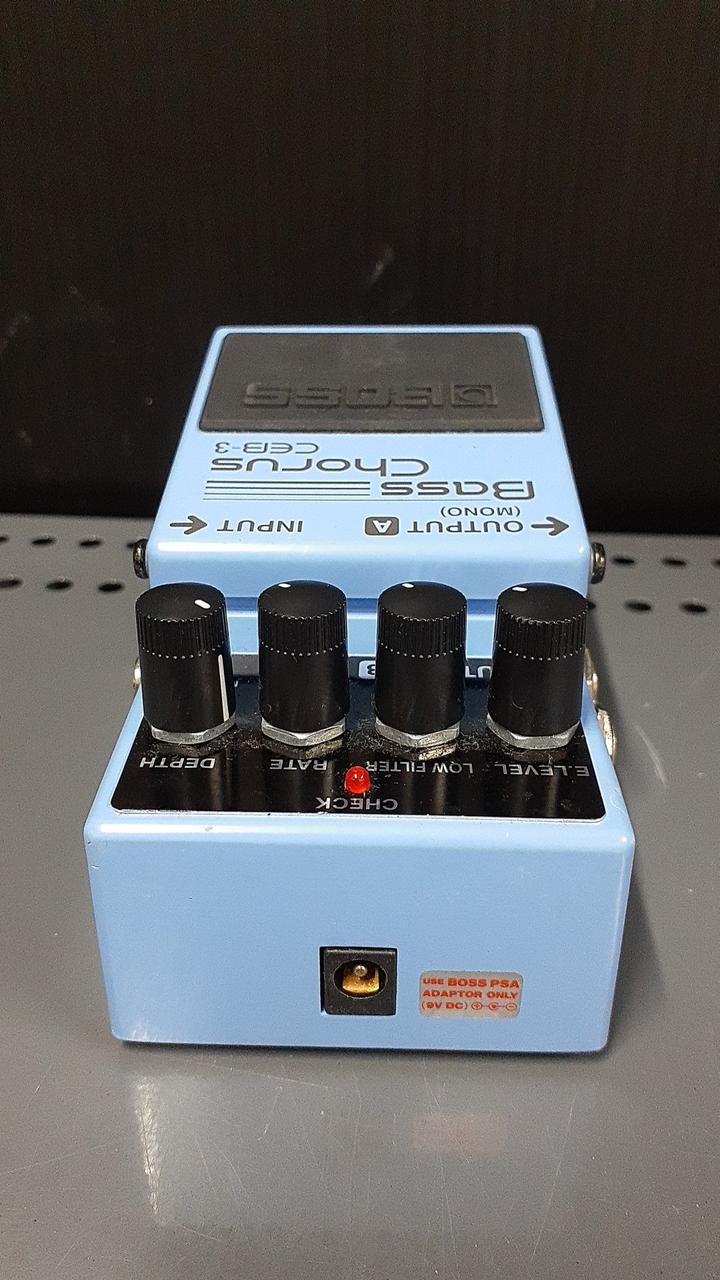 CHECK
E.LEVEL LOW FILTER RATE DEPTH
OUTPUT A INPUT
(MONO)
Bass
Chorus
CEB-3
BOSS
USE BOSS PSA
ADAPTOR ONLY
(9V DC)